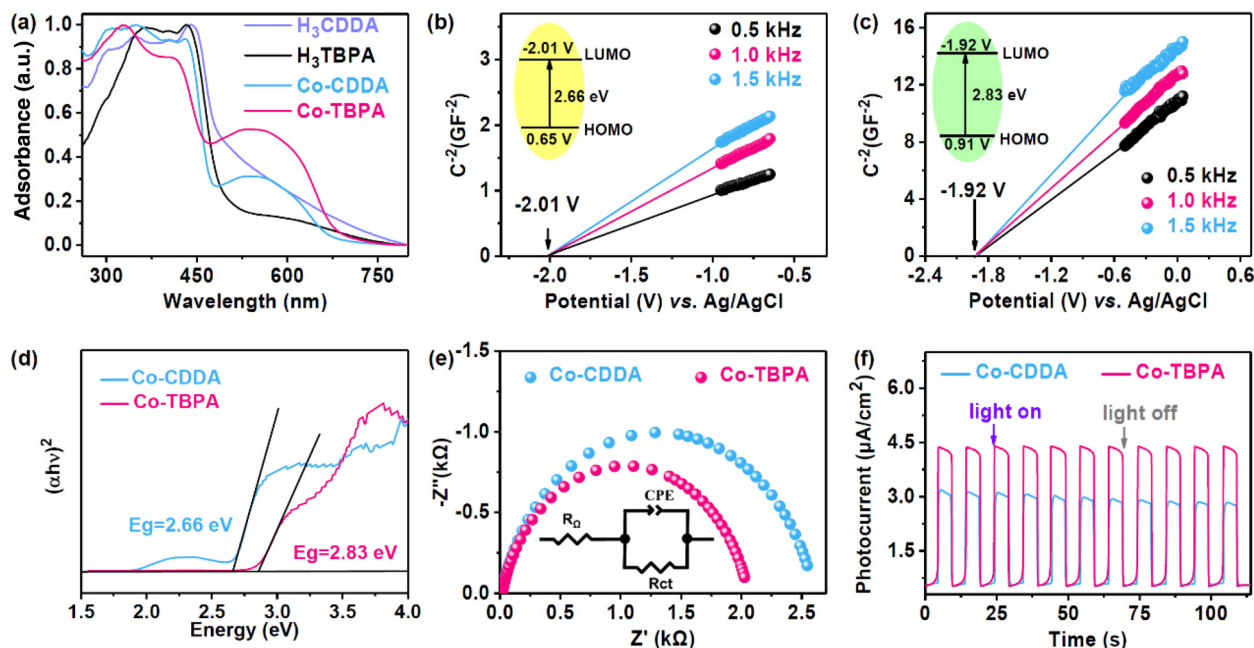 (a)
Absorbance (a.u.)
1.0
0.8
0.6
0.4
0.2
0.0
H₃CDDA
H₃TBPA
Co-CDDA
Co-TBPA
300 450 600 750
Wavelength (nm)
(b)
C⁻²(GF⁻²)
3
2
1
0
-2.01 V
LUMO
2.66 eV
HOMO
0.65 V
0.5 kHz
1.0 kHz
1.5 kHz
-2.01 V
-2.0 -1.5 -1.0 -0.5
Potential (V) vs. Ag/AgCl
(c)
C⁻²(GF⁻²)
16
12
8
4
0
-1.92 V
LUMO
2.83 eV
HOMO
0.91 V
-1.92 V
0.5 kHz
1.0 kHz
1.5 kHz
-2.4 -1.8 -1.2 -0.6 0.0 0.6
Potential (V) vs. Ag/AgCl
(d)
(αhν)²
Co-CDDA
Co-TBPA
Eg=2.66 eV
Eg=2.83 eV
1.5 2.0 2.5 3.0 3.5 4.0
Energy (eV)
(e)
-Z''(kΩ)
-1.5
-1.0
-0.5
0.0
Co-CDDA Co-TBPA
CPE
RΩ
Rct
0.0 0.5 1.0 1.5 2.0 2.5
Z' (kΩ)
(f)
Photocurrent (μA/cm²)
6.0
4.5
3.0
1.5
Co-CDDA Co-TBPA
light on light off
0 25 50 75 100
Time (s)